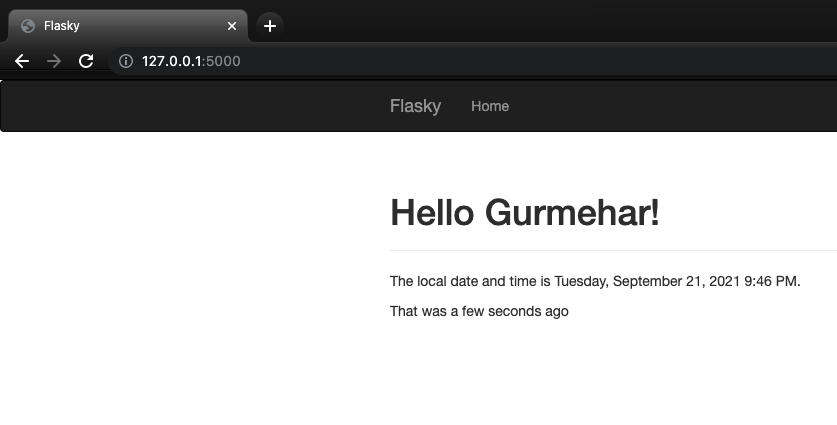 Flasky
127.0.0.1:5000
Flasky Home
Hello Gurmehar!
The local date and time is Tuesday, September 21, 2021 9:46 PM.
That was a few seconds ago